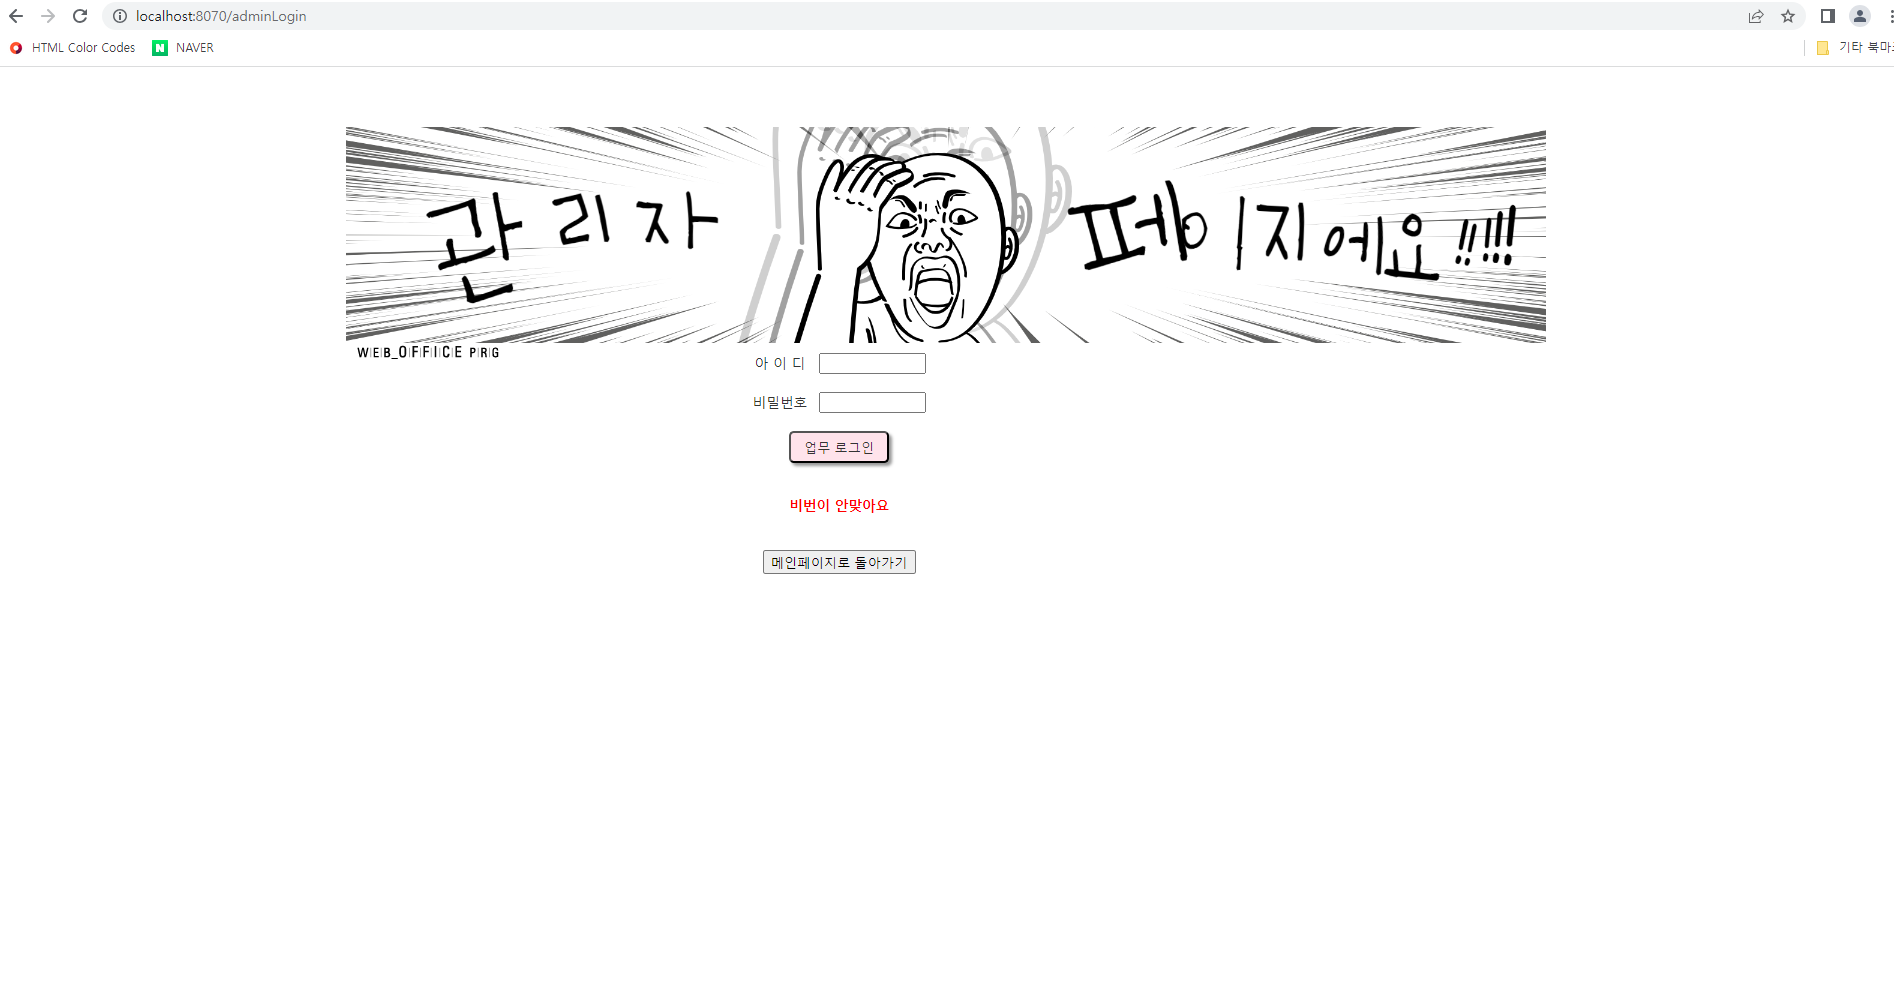 localhost:8070/adminLogin
HTML Color Codes NAVER 기타 북마
관리자 페이지에요!!!!!
WEB_OFFICE PRG
아 이 디
비밀번호
업무 로그인
비번이 안맞아요
메인페이지로 돌아가기